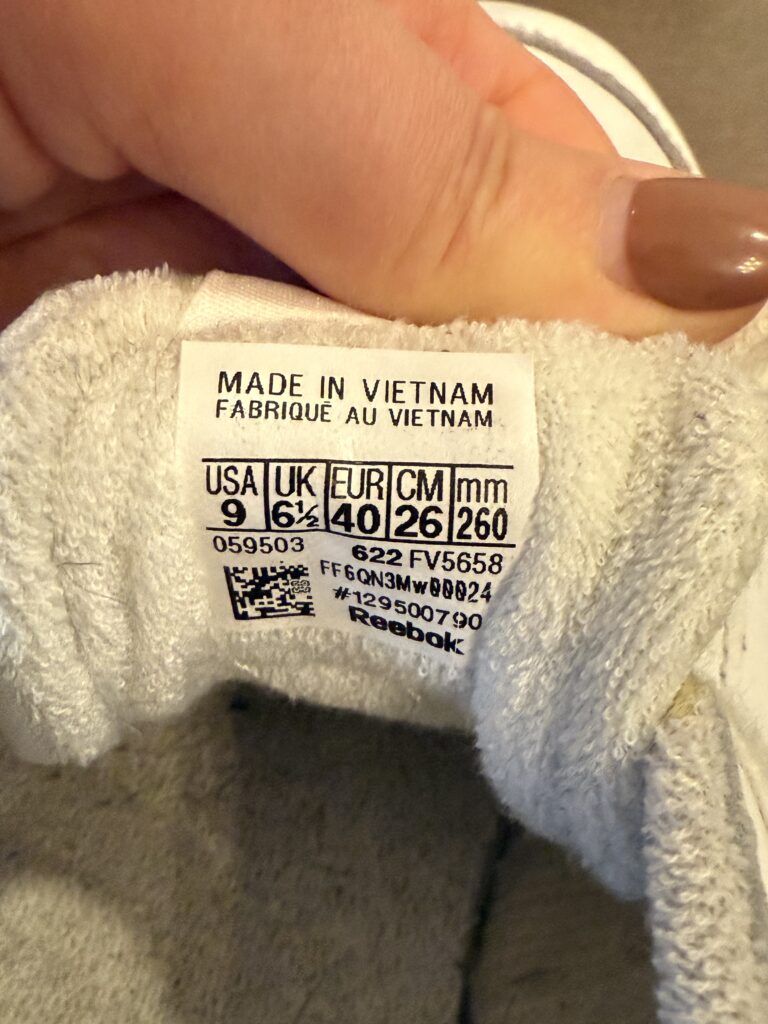 MADE IN VIETNAM
FABRIQUÉ AU VIETNAM
USA UK EUR CM mm
9 6½ 40 26 260
059503 622 FV5658
FF6QN3Mw00024
#129500790
Reebok